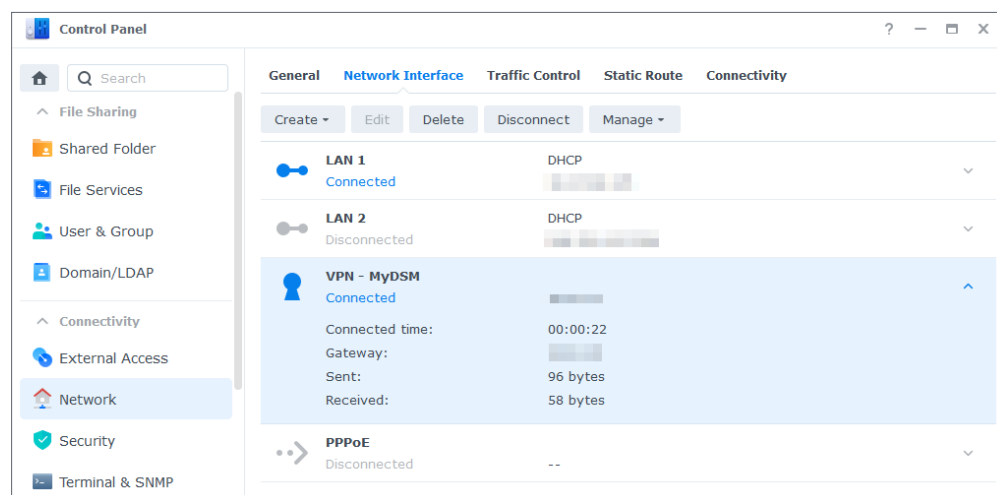 Control Panel
?
Search
General Network Interface Traffic Control Static Route Connectivity
File Sharing
Shared Folder
File Services
User & Group
Domain/LDAP
Connectivity
External Access
Network
Security
Terminal & SNMP
Create Edit Delete Disconnect Manage
LAN 1 DHCP
Connected
LAN 2 DHCP
Disconnected
VPN - MyDSM
Connected
Connected time: 00:00:22
Gateway:
Sent: 96 bytes
Received: 58 bytes
PPPoE
Disconnected --